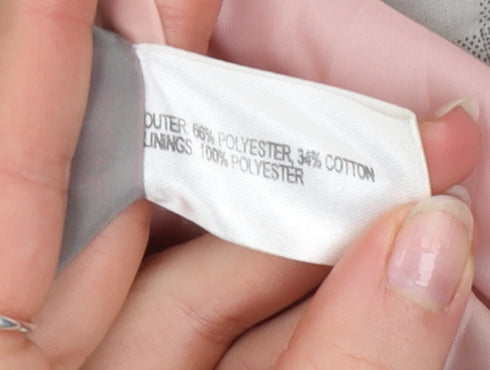 OUTER: 66% POLYESTER, 34% COTTON
LININGS 100% POLYESTER